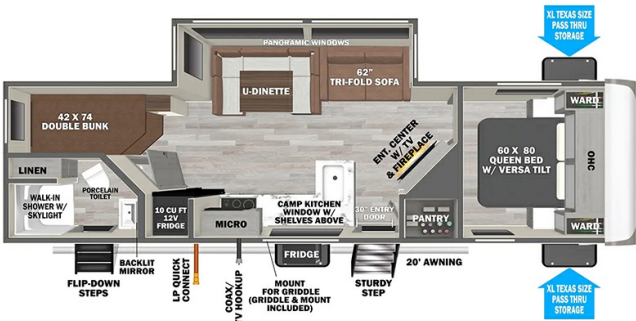 XL TEXAS SIZE
PASS THRU
STORAGE
PANORAMIC WINDOWS
U-DINETTE
62"
TRI-FOLD SOFA
42 X 74
DOUBLE BUNK
ENT. CENTER
W/ TV
& FIREPLACE
WARD
60 X 80
QUEEN BED
W/ VERSA TILT
OHC
WARD
LINEN
WALK-IN
SHOWER W/
SKYLIGHT
PORCELAIN
TOILET
10 CU FT
12V
FRIDGE
MICRO
CAMP KITCHEN
WINDOW W/
SHELVES ABOVE
30" ENTRY
DOOR
PANTRY
BACKLIT
MIRROR
FLIP-DOWN
STEPS
LP QUICK
CONNECT
COAX/
TV HOOKUP
FRIDGE
MOUNT
FOR GRIDDLE
(GRIDDLE & MOUNT
INCLUDED)
STURDY
STEP
20' AWNING
XL TEXAS SIZE
PASS THRU
STORAGE